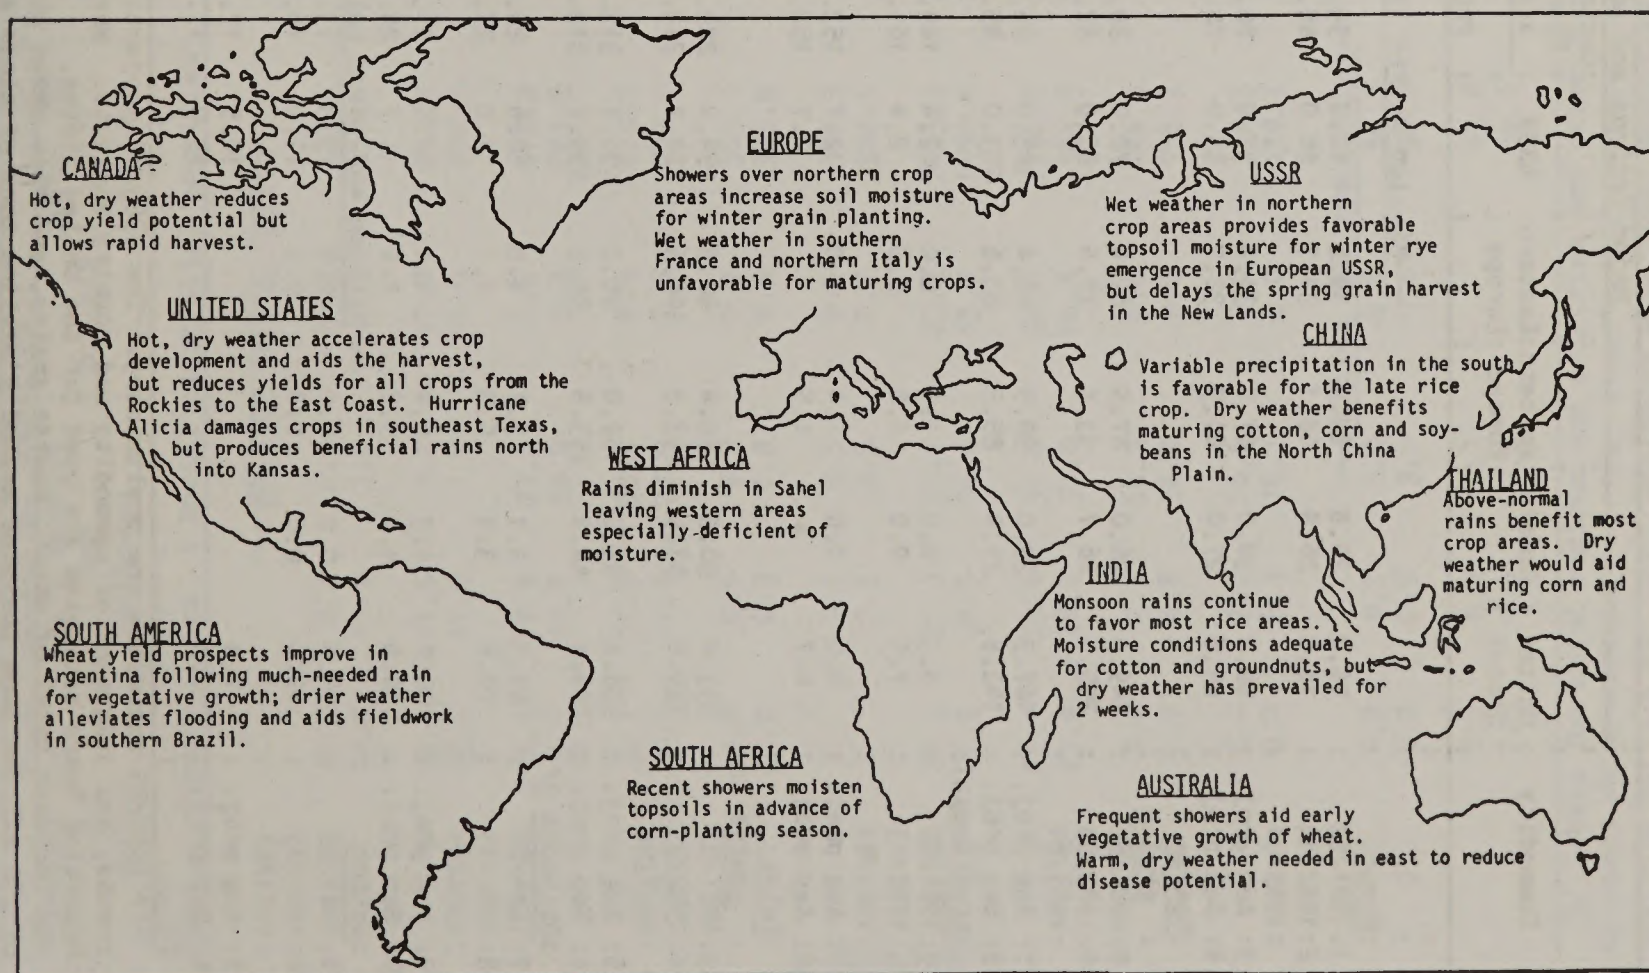 CANADA
Hot, dry weather reduces
crop yield potential but
allows rapid harvest.
UNITED STATES
Hot, dry weather accelerates crop
development and aids the harvest,
but reduces yields for all crops from the
Rockies to the East Coast. Hurricane
Alicia damages crops in southeast Texas,
but produces beneficial rains north
into Kansas.
SOUTH AMERICA
Wheat yield prospects improve in
Argentina following much-needed rain
for vegetative growth; drier weather
alleviates flooding and aids fieldwork
in southern Brazil.
EUROPE
Showers over northern crop
areas increase soil moisture
for winter grain planting.
Wet weather in southern
France and northern Italy is
unfavorable for maturing crops.
WEST AFRICA
Rains diminish in Sahel
leaving western areas
especially deficient of
moisture.
SOUTH AFRICA
Recent showers moisten
topsoils in advance of
corn-planting season.
USSR
Wet weather in northern
crop areas provides favorable
topsoil moisture for winter rye
emergence in European USSR,
but delays the spring grain harvest
in the New Lands.
CHINA
Variable precipitation in the south
is favorable for the late rice
crop. Dry weather benefits
maturing cotton, corn and soy-
beans in the North China
Plain.
THAILAND
Above-normal
rains benefit most
crop areas. Dry
weather would aid
maturing corn and
rice.
INDIA
Monsoon rains continue
to favor most rice areas.
Moisture conditions adequate
for cotton and groundnuts, but
dry weather has prevailed for
2 weeks.
AUSTRALIA
Frequent showers aid early
vegetative growth of wheat.
Warm, dry weather needed in east to reduce
disease potential.